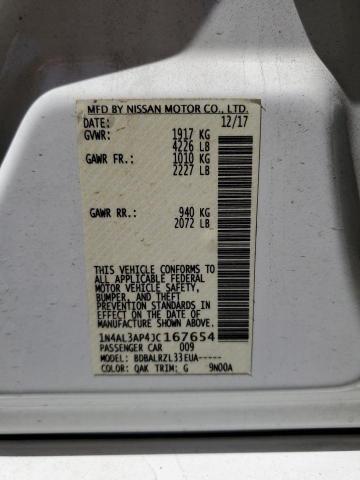 MFD BY NISSAN MOTOR CO., LTD.
DATE: 12/17
GVWR: 1917 KG
4226 LB
GAWR FR.: 1010 KG
2227 LB
GAWR RR.: 940 KG
2072 LB
THIS VEHICLE CONFORMS TO
ALL APPLICABLE FEDERAL
MOTOR VEHICLE SAFETY,
BUMPER, AND THEFT
PREVENTION STANDARDS IN
EFFECT ON THE DATE OF
MANUFACTURE SHOWN ABOVE.
1N4AL3AP4JC167654
PASSENGER CAR 009
MODEL: BDBALRZL33EUA-----
COLOR: QAK TRIM: G 9N00A